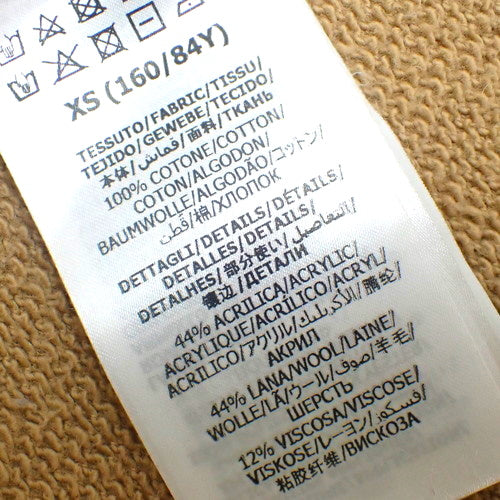 XS (160/84Y)
TESSUTO/FABRIC/TISSU/
TEJIDO/GEWEBE/TECIDO/
本体/قماش/面料/ТКАНЬ
100% COTONE/COTTON/
COTON/ALGODON/
BAUMWOLLE/ALGODÃO/コットン/
قطن/棉/ХЛОПОК
DETTAGLI/DETAILS/DÉTAILS/
DETALLES/DETAILS/
DETALHES/部分使い/التفاصيل/
镶边/ДЕТАЛИ
44% ACRILICA/ACRYLIC/
ACRYLIQUE/ACRÍLICO/ACRYL/
ACRILICO/アクリル/الأكريليك/腈纶/
АКРИЛ
44% LANA/WOOL/LAINE/
WOLLE/LÃ/ウール/صوف/羊毛/
ШЕРСТЬ
12% VISCOSA/VISCOSE/
VISKOSE/レーヨン/فسكوز/
粘胶纤维/ВИСКОЗА